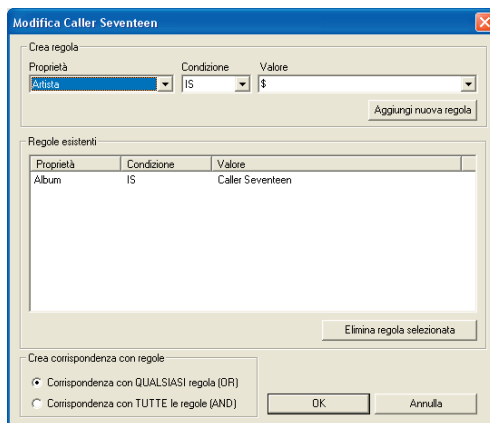 Modifica Caller Seventeen
Crea regola
Proprietà Condizione Valore
Artista IS $
Aggiungi nuova regola
Regole esistenti
Proprietà Condizione Valore
Album IS Caller Seventeen
Elimina regola selezionata
Crea corrispondenza con regole
Corrispondenza con QUALSIASI regola (OR)
Corrispondenza con TUTTE le regole (AND)
OK Annulla